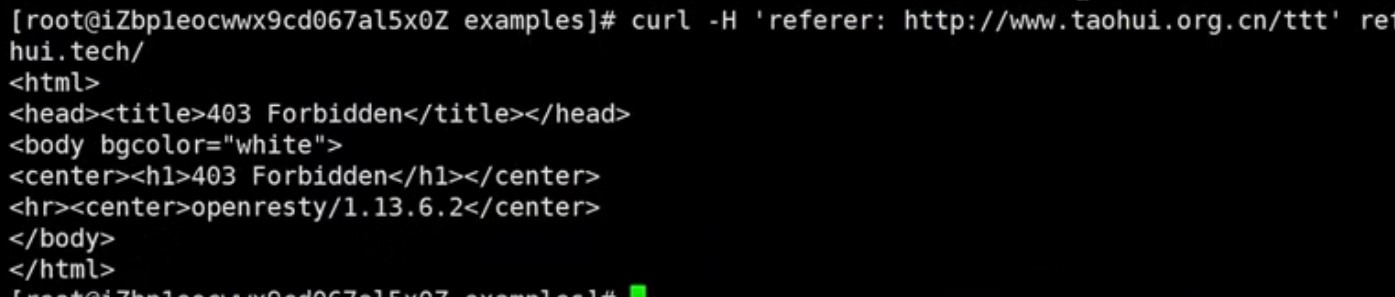 [root@iZbp1eocwwx9cd067al5x0Z examples]# curl -H 'referer: http://www.taohui.org.cn/ttt' ref
hui.tech/
<html>
<head><title>403 Forbidden</title></head>
<body bgcolor="white">
<center><h1>403 Forbidden</h1></center>
<hr><center>openresty/1.13.6.2</center>
</body>
</html>
[root@iZbp1eocwwx9cd067al5x0Z examples]#